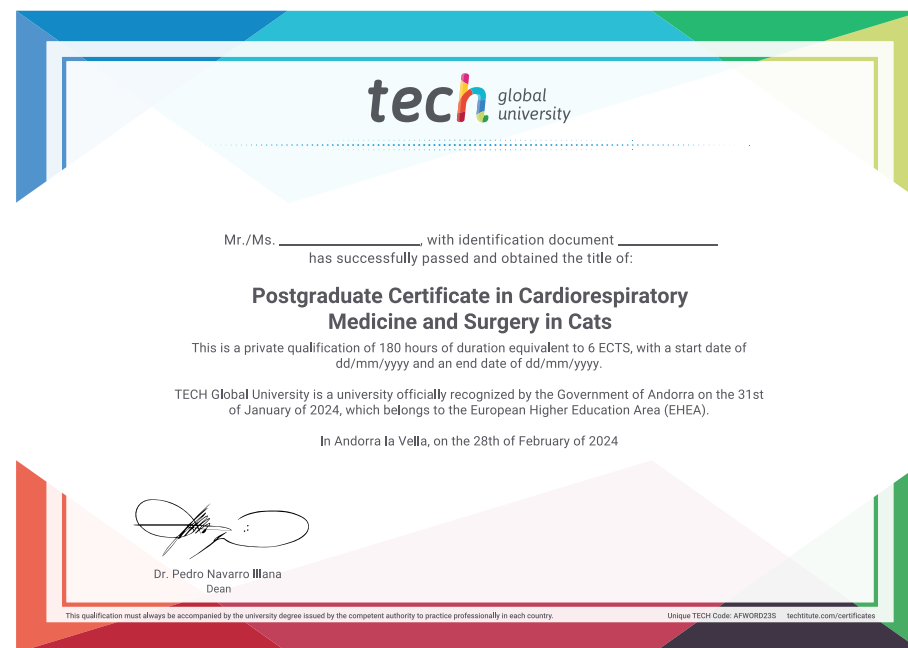 tech global university
Mr./Ms. ____________________, with identification document ______________
has successfully passed and obtained the title of:
Postgraduate Certificate in Cardiorespiratory
Medicine and Surgery in Cats
This is a private qualification of 180 hours of duration equivalent to 6 ECTS, with a start date of
dd/mm/yyyy and an end date of dd/mm/yyyy.
TECH Global University is a university officially recognized by the Government of Andorra on the 31st
of January of 2024, which belongs to the European Higher Education Area (EHEA).
In Andorra la Vella, on the 28th of February of 2024
Dr. Pedro Navarro Illana
Dean
This qualification must always be accompanied by the university degree issued by the competent authority to practice professionally in each country.
Unique TECH Code: AFWORD23S techtitute.com/certificates